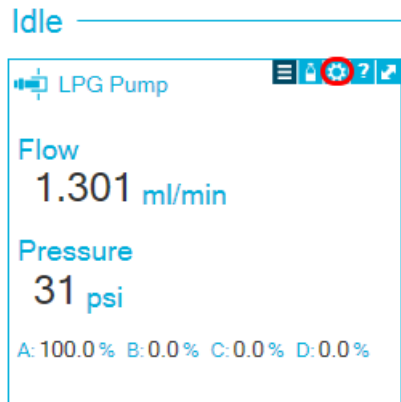 Idle
LPG Pump ?
Flow
1.301 ml/min
Pressure
31 psi
A: 100.0 % B: 0.0 % C: 0.0 % D: 0.0 %